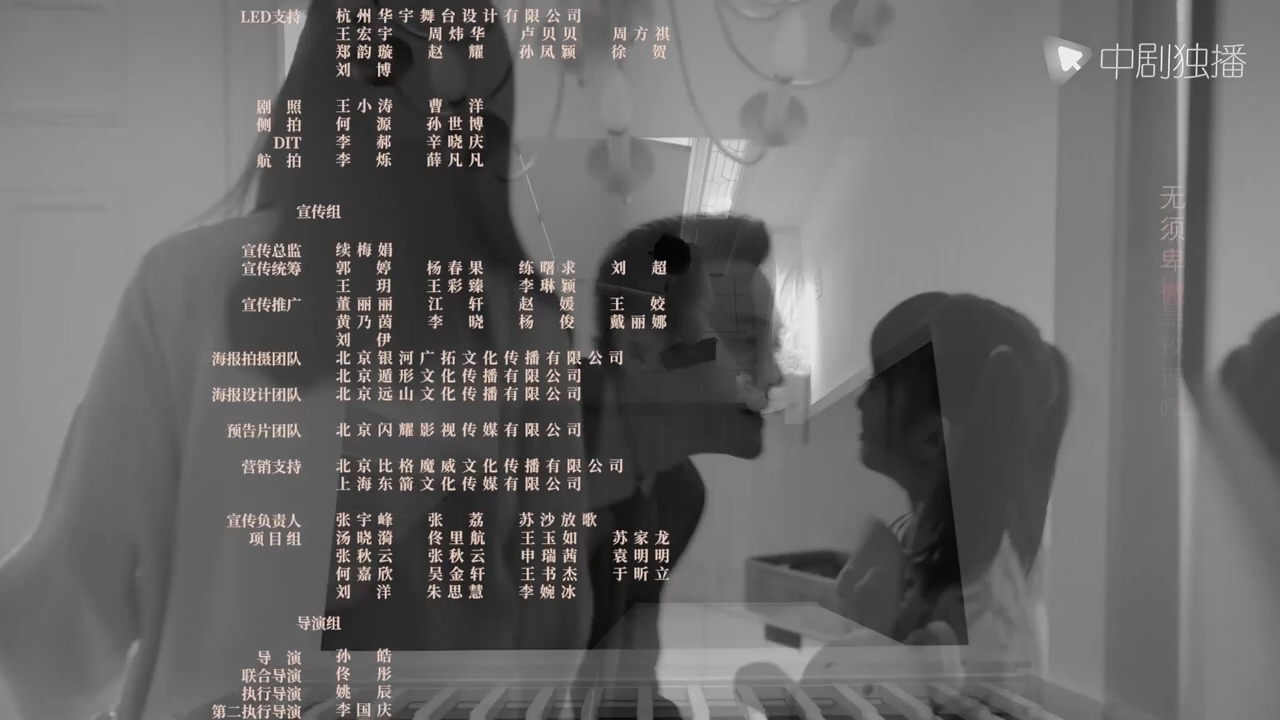 LED支持 杭州华宇舞台设计有限公司
王宏宇 周炜华 卢贝贝 周方祺
郑韵璇 赵耀 孙凤颖 徐贺
刘博
剧照 王小涛 曹洋
侧拍 何源 孙世博
DIT 李郝 辛晓庆
航拍 李烁 薛凡凡
宣传组
宣传总监 续梅娟
宣传统筹 郭婷 杨春果 练曙求 刘超
王玥 王彩臻 李琳颖
宣传推广 董丽丽 江轩 赵媛 王姣
黄乃茵 李晓 杨俊 戴丽娜
刘伊
海报拍摄团队 北京银河广拓文化传播有限公司
北京遁形文化传播有限公司
海报设计团队 北京远山文化传播有限公司
预告片团队 北京闪耀影视传媒有限公司
营销支持 北京比格魔威文化传播有限公司
上海东箭文化传媒有限公司
宣传负责人 张宇峰 张荔 苏沙放歌
项目组 汤晓漪 佟里航 王玉如 苏家龙
张秋云 张秋云 申瑞茜 袁明明
何嘉欣 吴金轩 王书杰 于昕立
刘洋 朱思慧 李婉冰
导演组
导演 孙皓
联合导演 佟彤
执行导演 姚辰
第二执行导演 李国庆
中剧独播
无须卑